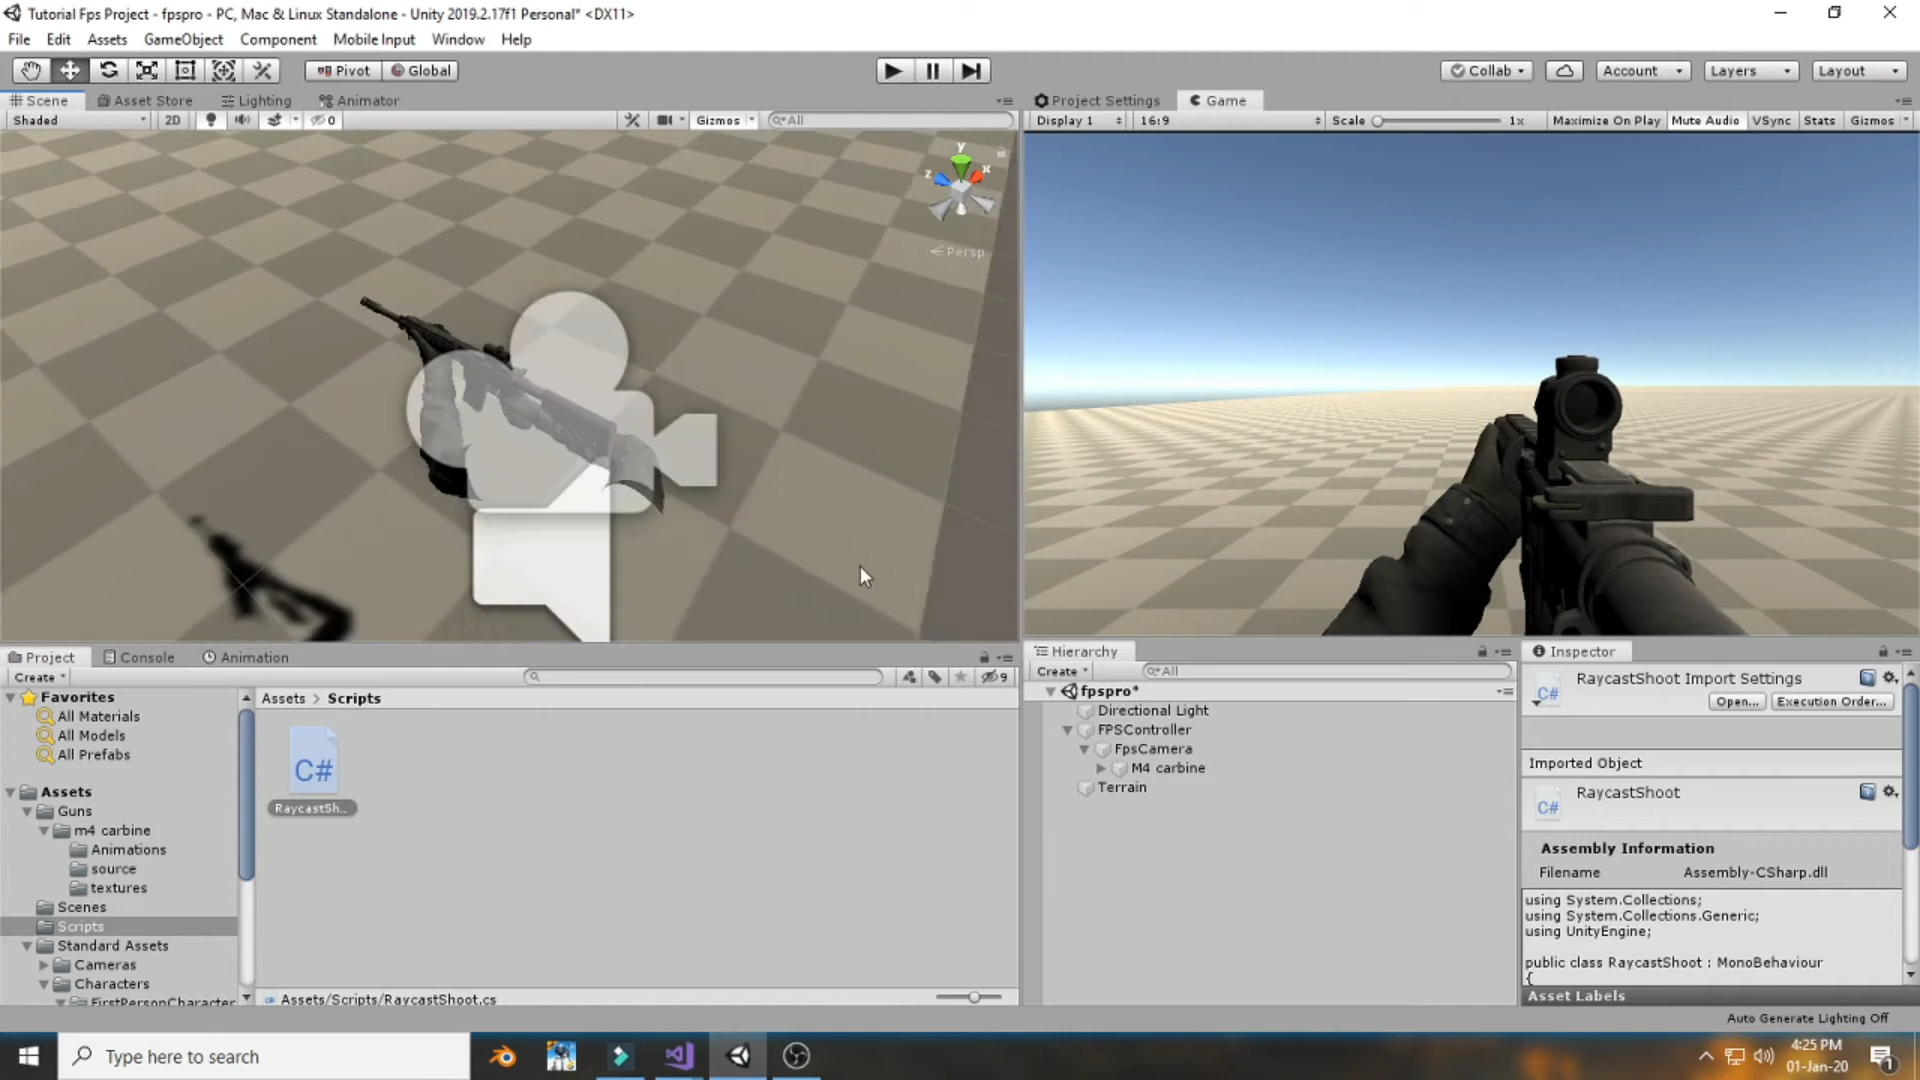 Tutorial Fps Project - fpspro - PC, Mac & Linux Standalone - Unity 2019.2.17f1 Personal* <DX11>
File Edit Assets GameObject Component Mobile Input Window Help
Pivot Global Collab Account Layers Layout
Scene Asset Store Lighting Animator
Shaded 2D 0 Gizmos All
y
x
z
Persp
Project Settings Game
Display 1 16:9 Scale 1x Maximize On Play Mute Audio VSync Stats Gizmos
Project Console Animation
Create 9
Favorites
All Materials
All Models
All Prefabs
Assets
Guns
m4 carbine
Animations
source
textures
Scenes
Scripts
Standard Assets
Cameras
Characters
FirstPersonCharacter
Assets > Scripts
C#
RaycastSh...
Assets/Scripts/RaycastShoot.cs
Hierarchy
Create All
fpspro*
Directional Light
FPSController
FpsCamera
M4 carbine
Terrain
Inspector
C#
RaycastShoot Import Settings
Open... Execution Order...
Imported Object
C#
RaycastShoot
Assembly Information
Filename Assembly-CSharp.dll
using System.Collections;
using System.Collections.Generic;
using UnityEngine;
public class RaycastShoot : MonoBehaviour
{
Asset Labels
Auto Generate Lighting Off
Type here to search
4:25 PM
01-Jan-20
1